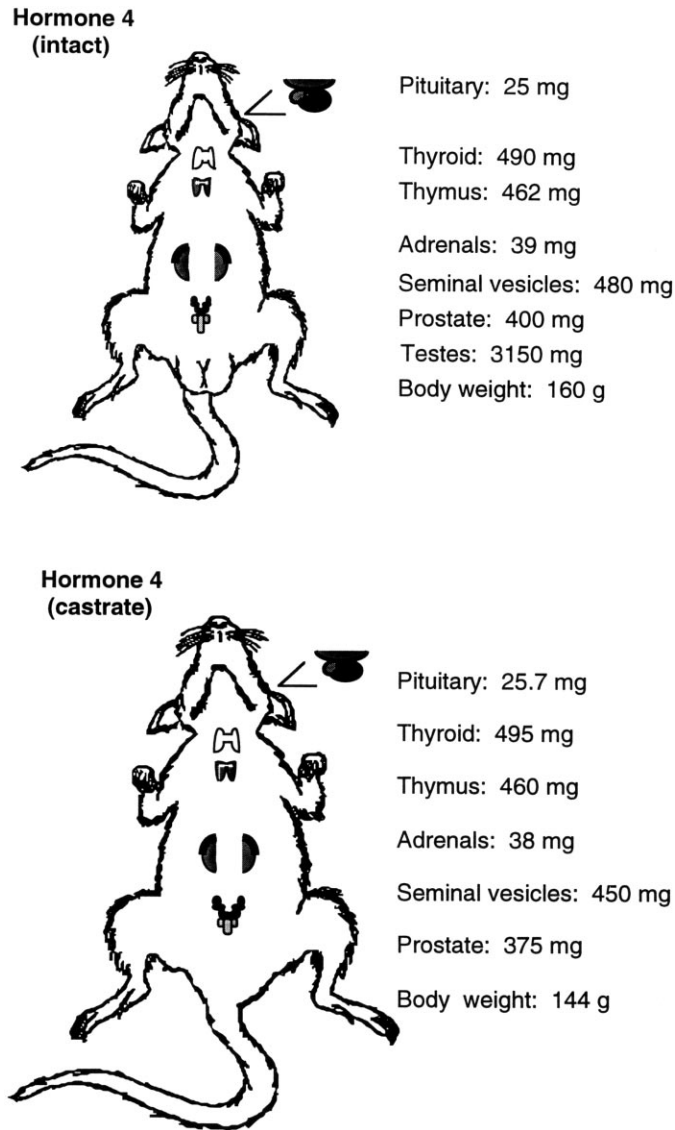 Hormone 4
(intact)
Pituitary: 25 mg
Thyroid: 490 mg
Thymus: 462 mg
Adrenals: 39 mg
Seminal vesicles: 480 mg
Prostate: 400 mg
Testes: 3150 mg
Body weight: 160 g
Hormone 4
(castrate)
Pituitary: 25.7 mg
Thyroid: 495 mg
Thymus: 460 mg
Adrenals: 38 mg
Seminal vesicles: 450 mg
Prostate: 375 mg
Body weight: 144 g